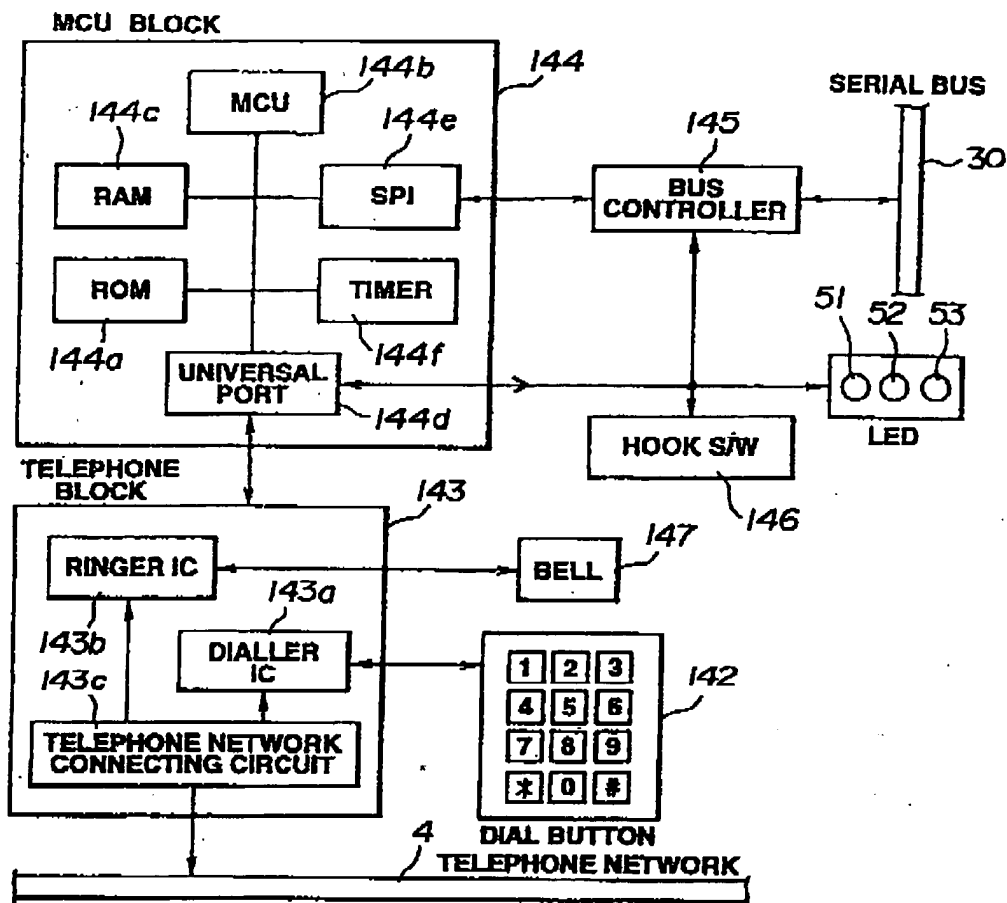 MCU BLOCK
144b
144
MCU
144c
144e
SERIAL BUS
145
30
RAM
SPI
BUS
CONTROLLER
ROM
TIMER
51
52
53
144a
144f
UNIVERSAL
PORT
144d
HOOK S/W
LED
TELEPHONE
BLOCK
143
146
147
RINGER IC
BELL
143a
143b
DIALLER
IC
143c
1 2 3
142
4 5 6
7 8 9
* 0 #
TELEPHONE NETWORK
CONNECTING CIRCUIT
DIAL BUTTON
4
TELEPHONE NETWORK